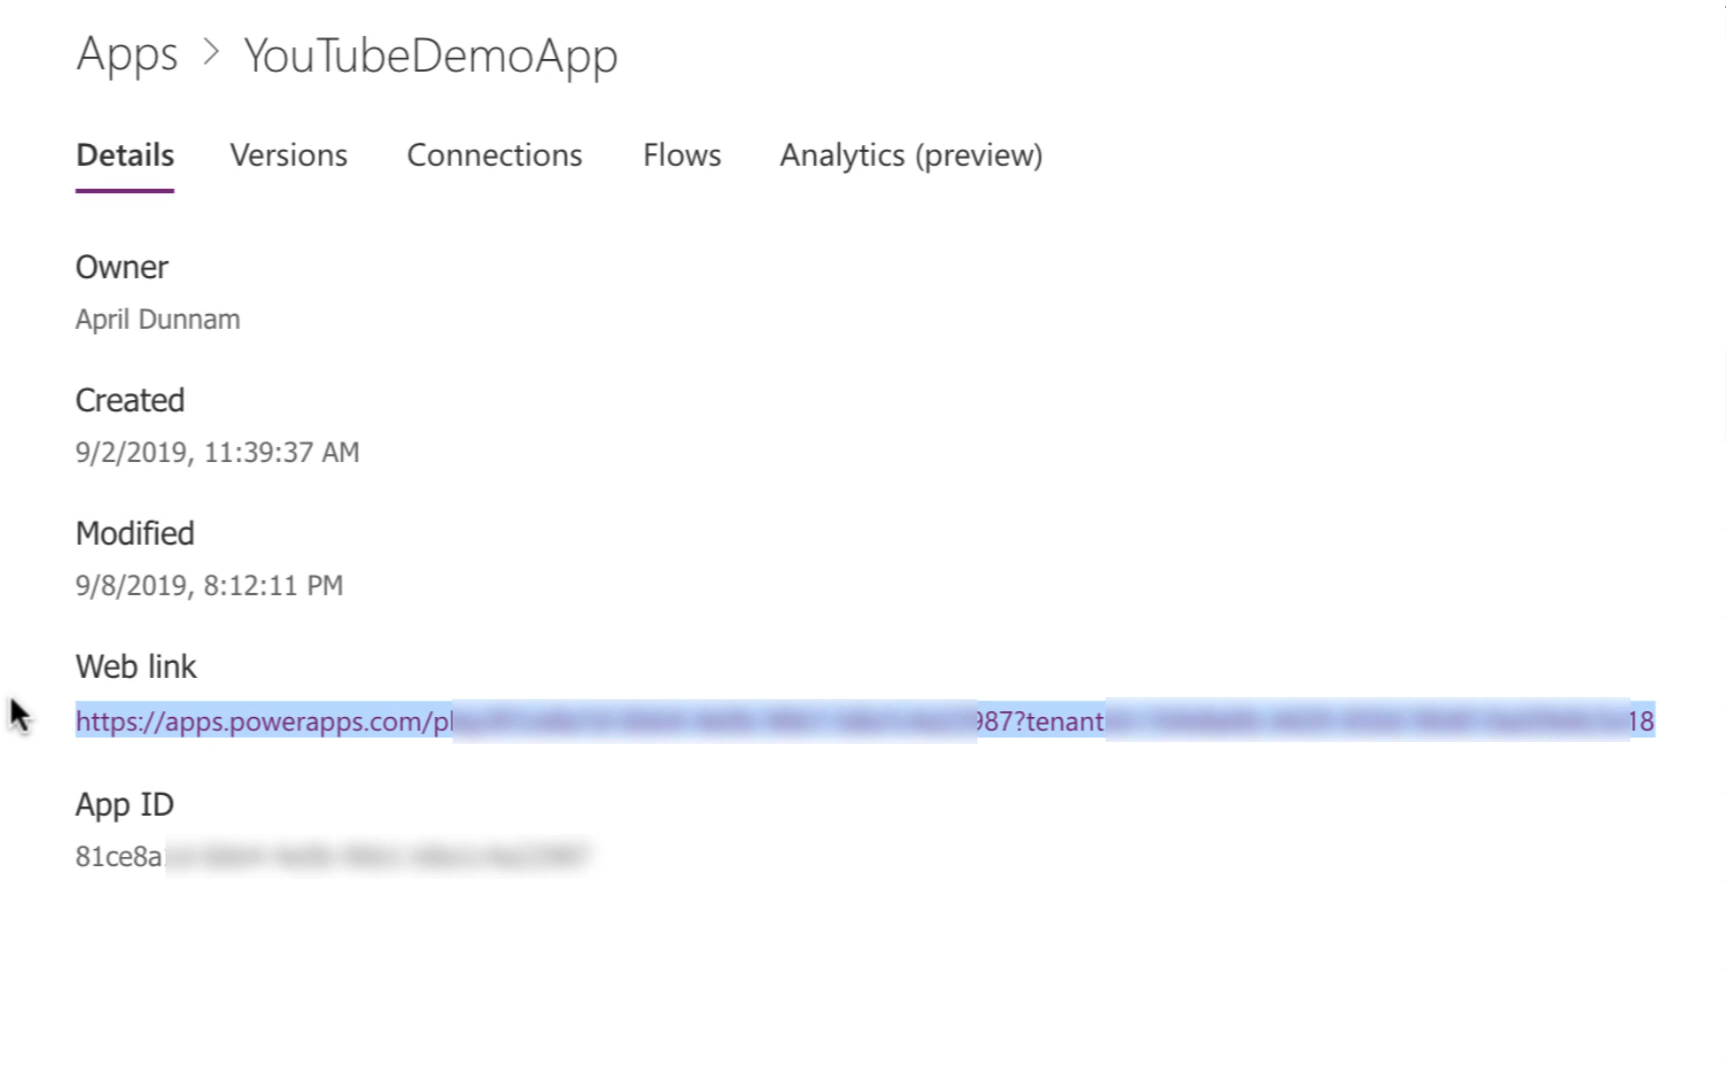 Apps > YouTubeDemoApp
Details Versions Connections Flows Analytics (preview)
Owner
April Dunnam
Created
9/2/2019, 11:39:37 AM
Modified
9/8/2019, 8:12:11 PM
Web link
https://apps.powerapps.com/pl 987?tenant 18
App ID
81ce8a